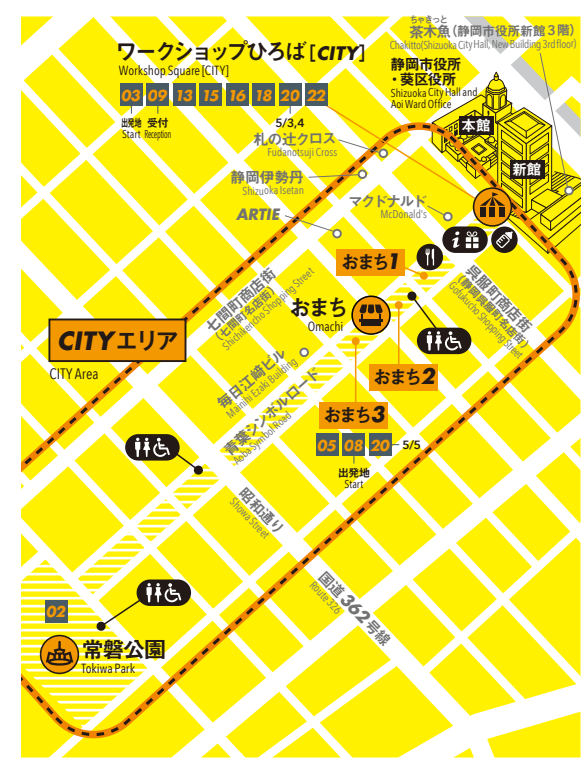 ちゃきっと
茶木魚(静岡市役所新館3階)
Chakitto(Shizuoka City Hall, New Building 3rd floor)
ワークショップひろば[CITY]
Workshop Square [CITY]
03 09 13 15 16 18 20 22
出発地
Start
受付
Reception
5/3,4
静岡市役所
・葵区役所
Shizuoka City Hall and
Aoi Ward Office
本館
新館
札の辻クロス
Fudanotsuji Cross
静岡伊勢丹
Shizuoka Isetan
マクドナルド
McDonald's
ARTIE
i
おまち1
呉服町商店街
(静岡呉服町名店街)
Gofukucho Shopping Street
七間町商店街
(七間町名店街)
Shichikencho Shopping Street
おまち
Omachi
CITYエリア
CITY Area
おまち2
毎日江﨑ビル
Mainihi Ezaki Building
おまち3
05 08 20 5/5
出発地
Start
青葉シンボルロード
Aoba Symbol Road
昭和通り
Showa Street
国道362号線
Route 326
02
常磐公園
Tokiwa Park